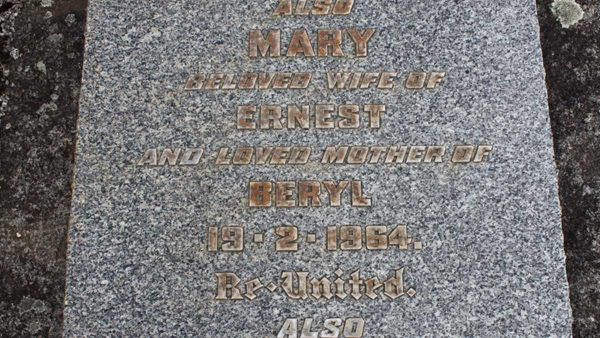 ALSO
MARY
BELOVED WIFE OF
ERNEST
AND LOVED MOTHER OF
BERYL
19·2·1964.
Re-United.
ALSO